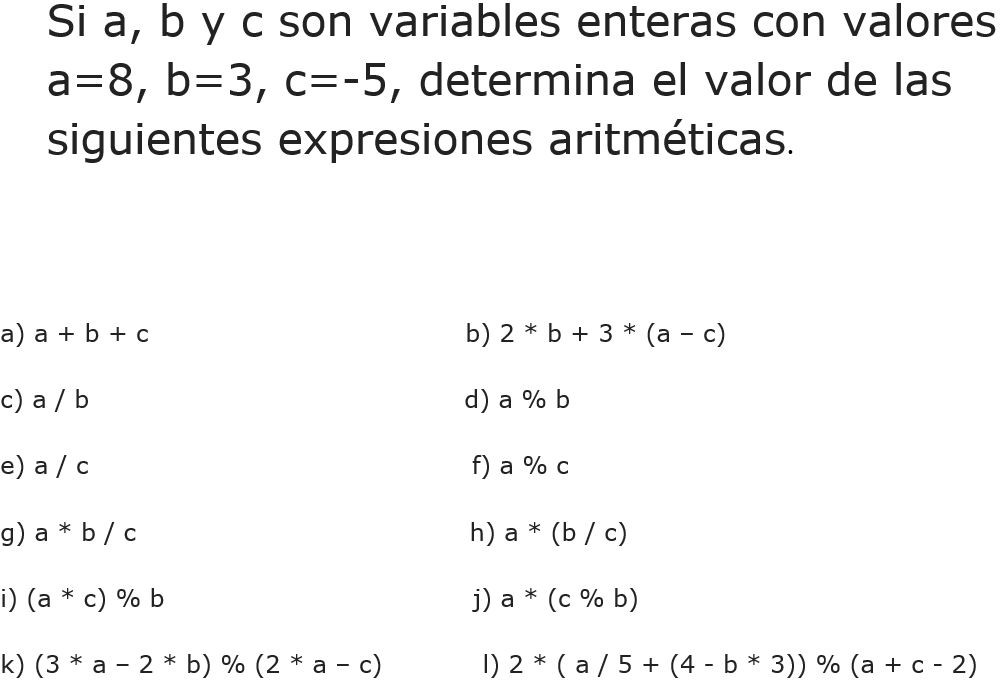 Si a, b y c son variables enteras con valores
a=8, b=3, c=-5, determina el valor de las
siguientes expresiones aritméticas.
a) a + b + c
b) 2 * b + 3 * (a – c)
c) a / b
d) a % b
e) a / c
f) a % c
g) a * b / c
h) a * (b / c)
i) (a * c) % b
j) a * (c % b)
k) (3 * a – 2 * b) % (2 * a – c)
l) 2 * ( a / 5 + (4 - b * 3)) % (a + c - 2)